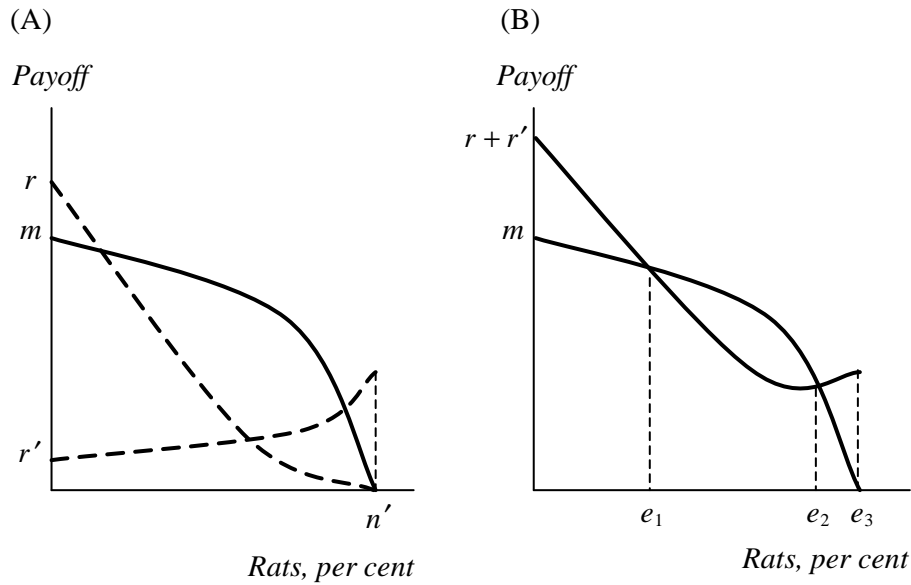 (A)
Payoff
r
m
r′
n′
Rats, per cent
(B)
Payoff
r + r′
m
e₁
e₂
e₃
Rats, per cent